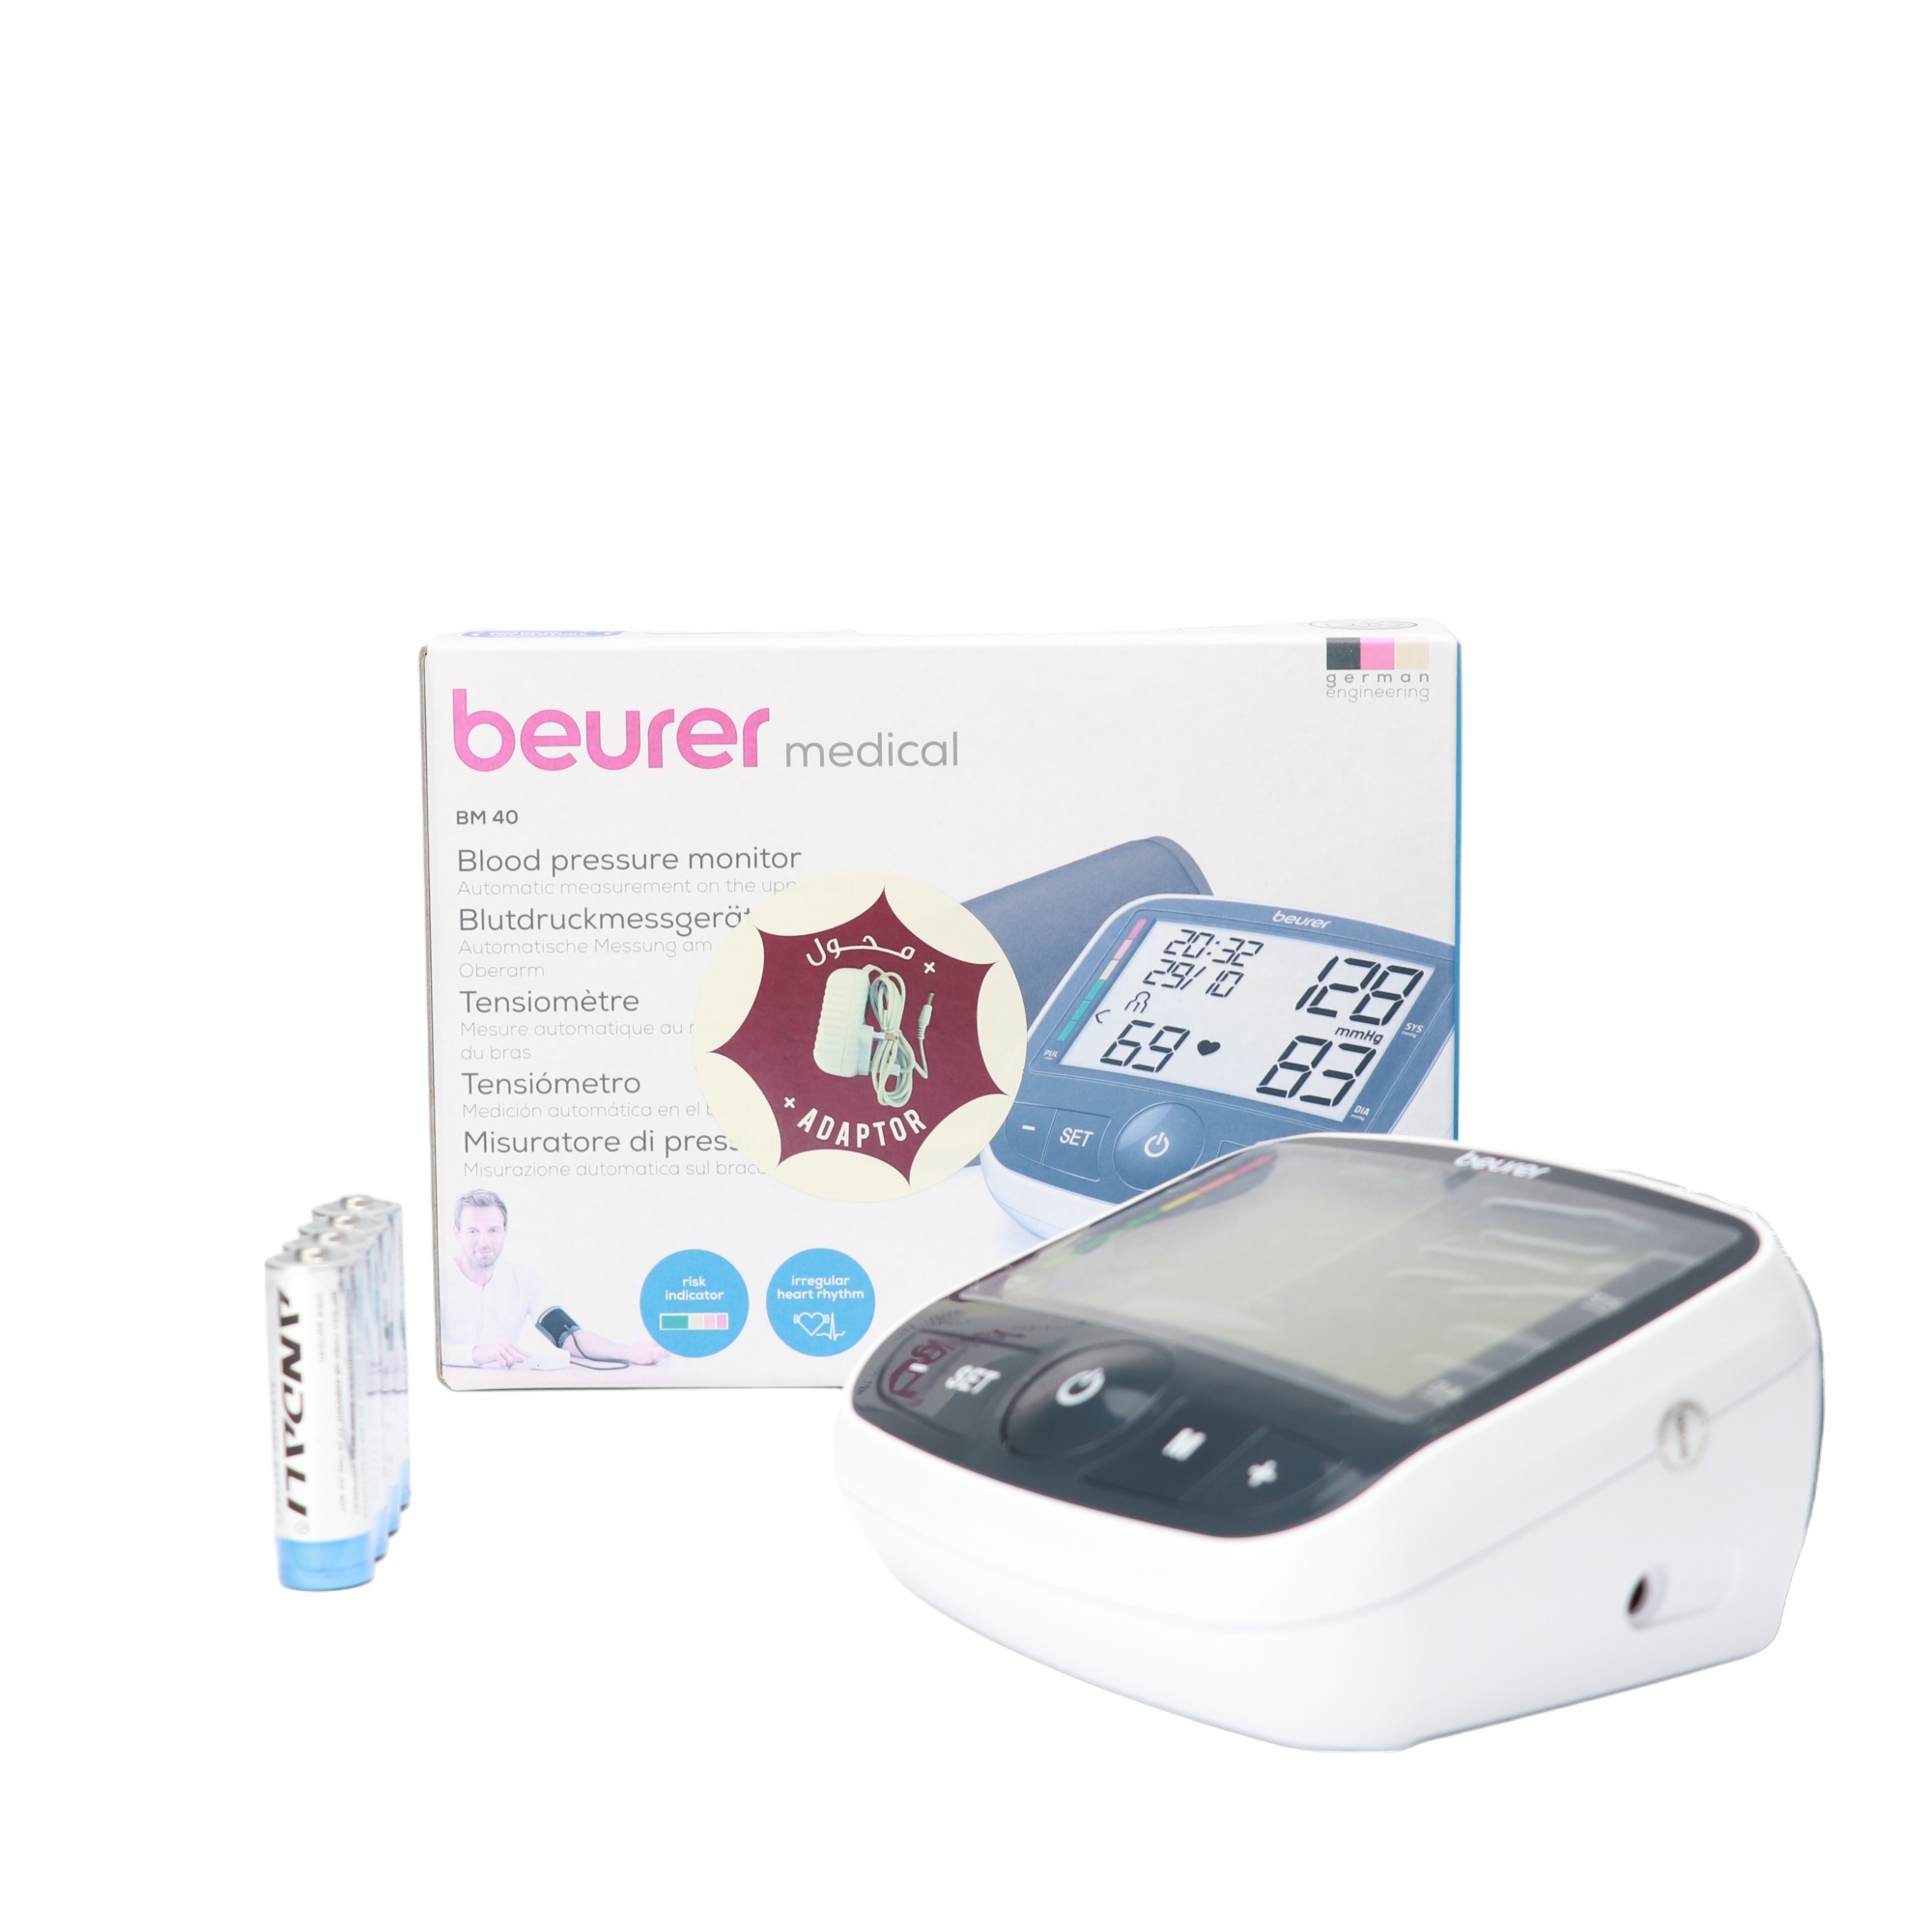 german
engineering
beurer medical
BM 40
Blood pressure monitor
Automatic measurement on the upp
Blutdruckmessgerät
Automatische Messung am
Oberarm
Tensiomètre
Mesure automatique au
du bras
Tensiómetro
Medición automática en el
Misuratore di press
Misurazione automatica sul bracc
محول
ADAPTOR
beurer
20:32
29/10
128
SYS
mmHg
69
83
PUL
DIA
- SET
risk
indicator
irregular
heart rhythm
beurer
- SET M +
ANDALI